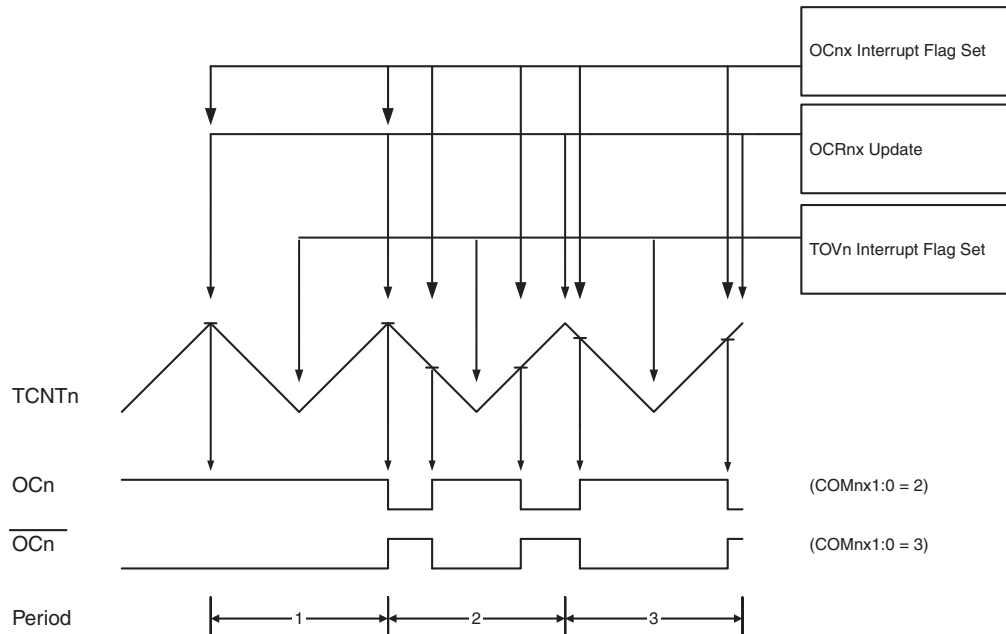 OCnx Interrupt Flag Set
OCRnx Update
TOVn Interrupt Flag Set
TCNTn
OCn
(COMnx1:0 = 2)
OCn
(COMnx1:0 = 3)
Period
1
2
3